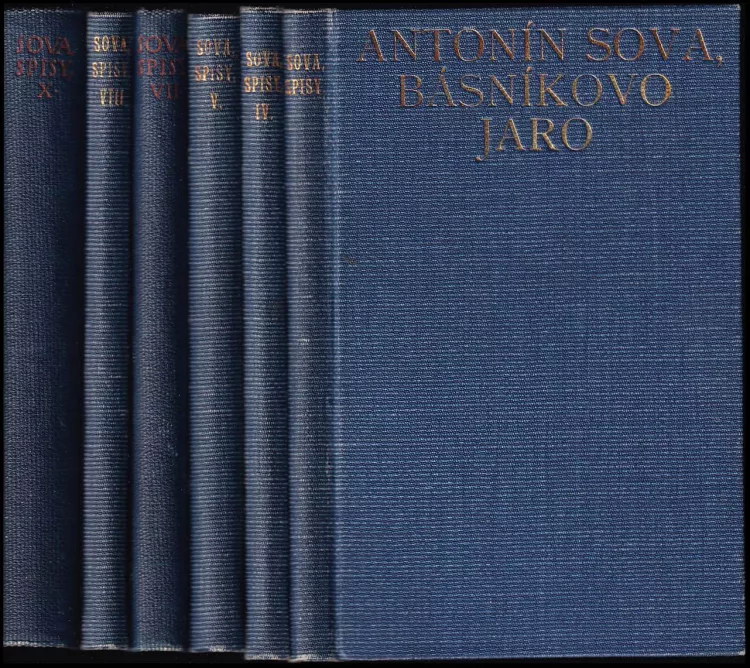 SOVA,
SPISY
X.
SOVA,
SPISY.
VIII.
SOVA,
SPISY.
VII.
SOVA,
SPISY.
V.
SOVA,
SPISY.
IV.
SOVA,
SPISY.
ANTONÍN SOVA,
BÁSNÍKOVO
JARO